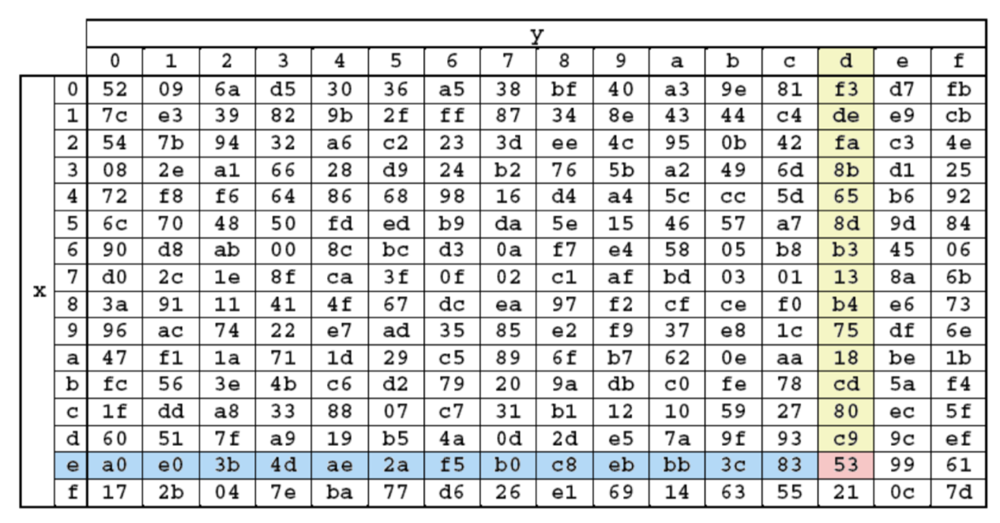 y
0 1 2 3 4 5 6 7 8 9 a b c d e f
0 52 09 6a d5 30 36 a5 38 bf 40 a3 9e 81 f3 d7 fb
1 7c e3 39 82 9b 2f ff 87 34 8e 43 44 c4 de e9 cb
2 54 7b 94 32 a6 c2 23 3d ee 4c 95 0b 42 fa c3 4e
3 08 2e a1 66 28 d9 24 b2 76 5b a2 49 6d 8b d1 25
4 72 f8 f6 64 86 68 98 16 d4 a4 5c cc 5d 65 b6 92
5 6c 70 48 50 fd ed b9 da 5e 15 46 57 a7 8d 9d 84
6 90 d8 ab 00 8c bc d3 0a f7 e4 58 05 b8 b3 45 06
x 7 d0 2c 1e 8f ca 3f 0f 02 c1 af bd 03 01 13 8a 6b
8 3a 91 11 41 4f 67 dc ea 97 f2 cf ce f0 b4 e6 73
9 96 ac 74 22 e7 ad 35 85 e2 f9 37 e8 1c 75 df 6e
a 47 f1 1a 71 1d 29 c5 89 6f b7 62 0e aa 18 be 1b
b fc 56 3e 4b c6 d2 79 20 9a db c0 fe 78 cd 5a f4
c 1f dd a8 33 88 07 c7 31 b1 12 10 59 27 80 ec 5f
d 60 51 7f a9 19 b5 4a 0d 2d e5 7a 9f 93 c9 9c ef
e a0 e0 3b 4d ae 2a f5 b0 c8 eb bb 3c 83 53 99 61
f 17 2b 04 7e ba 77 d6 26 e1 69 14 63 55 21 0c 7d